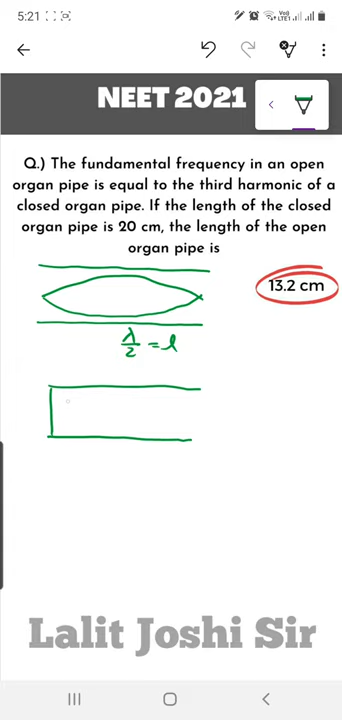 5:21
NEET 2021
Q.) The fundamental frequency in an open
organ pipe is equal to the third harmonic of a
closed organ pipe. If the length of the closed
organ pipe is 20 cm, the length of the open
organ pipe is
13.2 cm
λ/2 = l
Lalit Joshi Sir